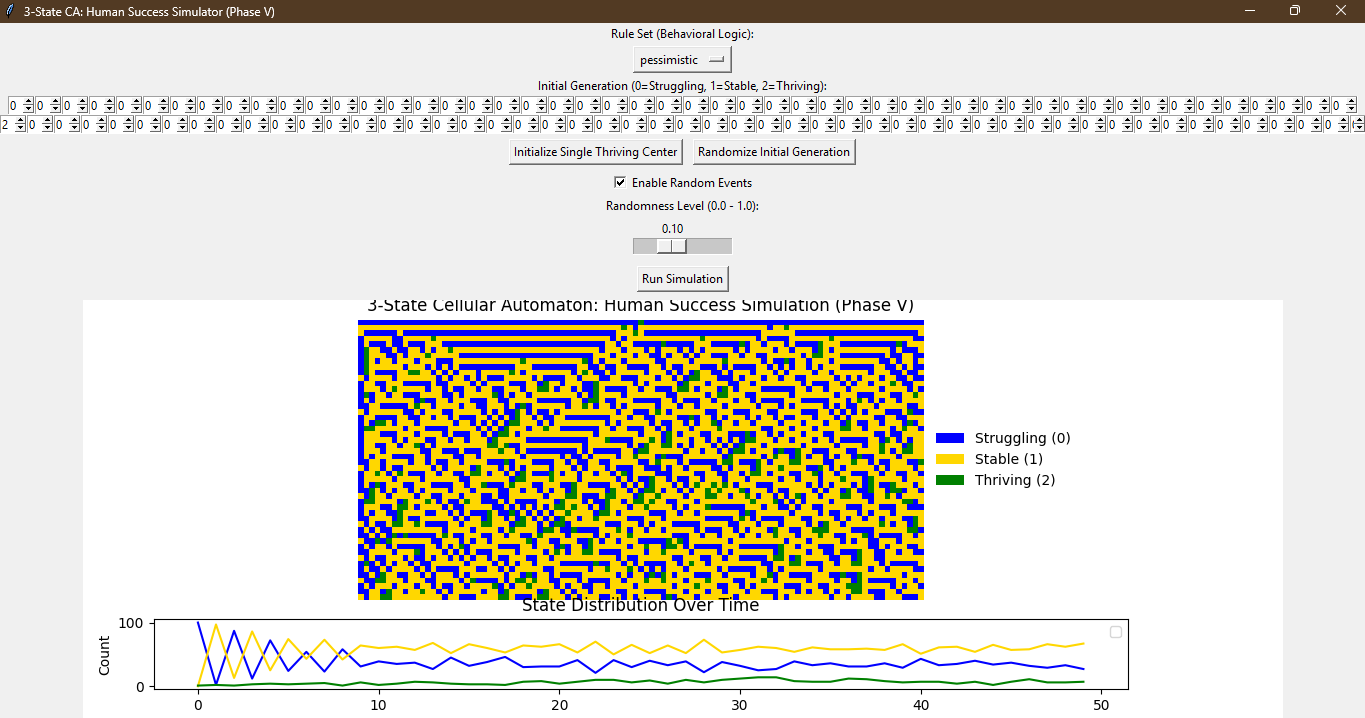 3-State CA: Human Success Simulator (Phase V)
Rule Set (Behavioral Logic):
pessimistic
Initial Generation (0=Struggling, 1=Stable, 2=Thriving):
0 0 0 0 0 0 0 0 0 0 0 0 0 0 0 0 0 0 0 0 0 0 0 0 0 0 0 0 0 0 0 0 0 0 0 0 0 0 0 0 0 0 0 0 0 0 0 0 0 0
2 0 0 0 0 0 0 0 0 0 0 0 0 0 0 0 0 0 0 0 0 0 0 0 0 0 0 0 0 0 0 0 0 0 0 0 0 0 0 0 0 0 0 0 0 0 0 0 0 0
Initialize Single Thriving Center Randomize Initial Generation
Enable Random Events
Randomness Level (0.0 - 1.0):
0.10
Run Simulation
3-State Cellular Automaton: Human Success Simulation (Phase V)
Struggling (0)
Stable (1)
Thriving (2)
State Distribution Over Time
100
Count
0
0 10 20 30 40 50